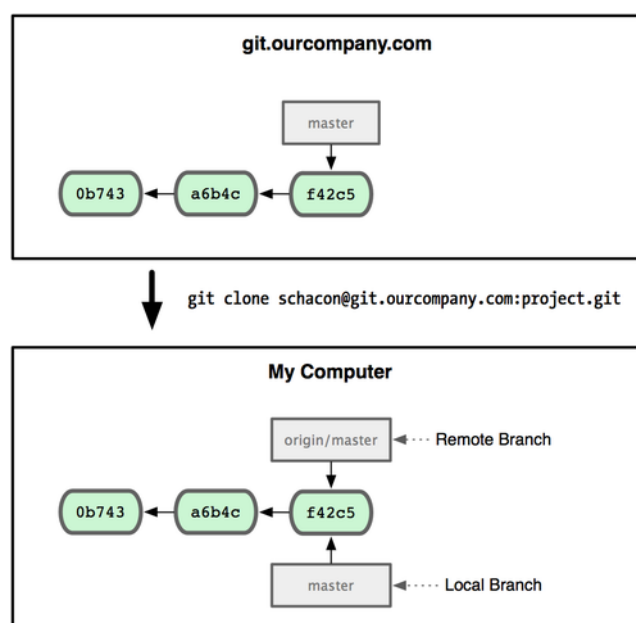 git.ourcompany.com
master
0b743 a6b4c f42c5
git clone schacon@git.ourcompany.com:project.git
My Computer
origin/master Remote Branch
0b743 a6b4c f42c5
master Local Branch